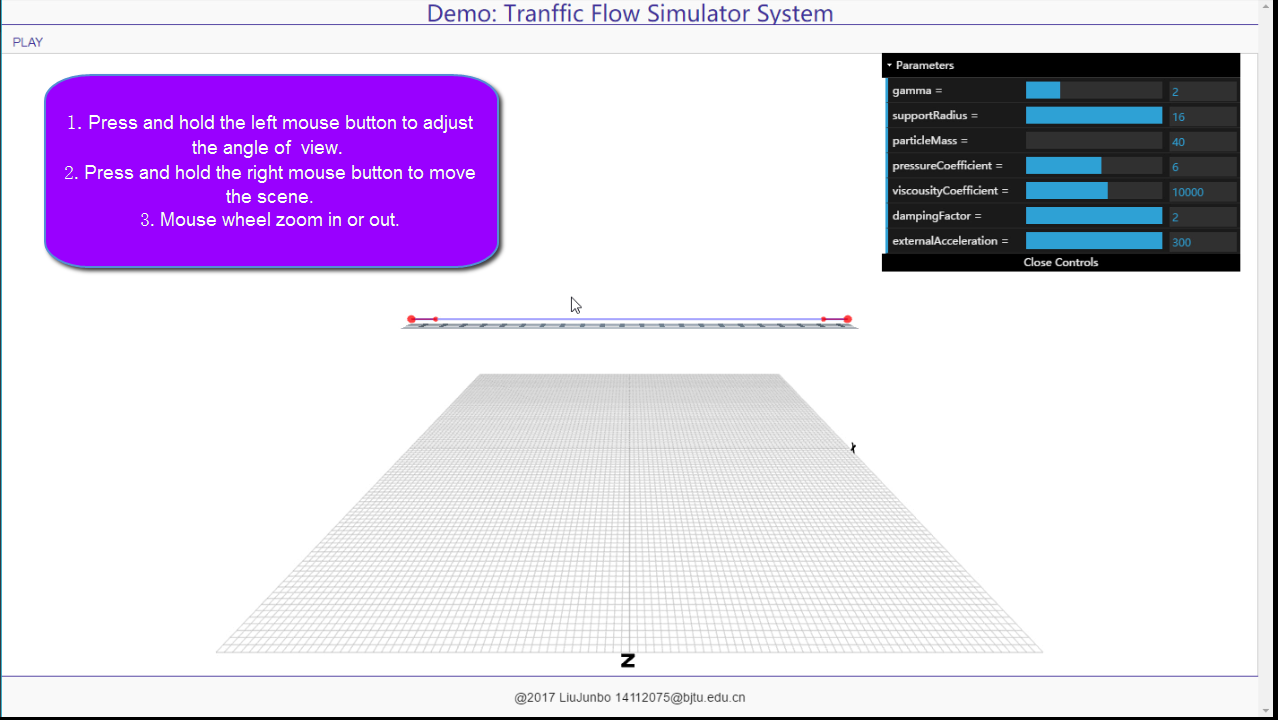 Demo: Tranffic Flow Simulator System
PLAY
1. Press and hold the left mouse button to adjust
the angle of view.
2. Press and hold the right mouse button to move
the scene.
3. Mouse wheel zoom in or out.
Parameters
gamma = 2
supportRadius = 16
particleMass = 40
pressureCoefficient = 6
viscousityCoefficient = 10000
dampingFactor = 2
externalAcceleration = 300
Close Controls
Z
@2017 LiuJunbo 14112075@bjtu.edu.cn